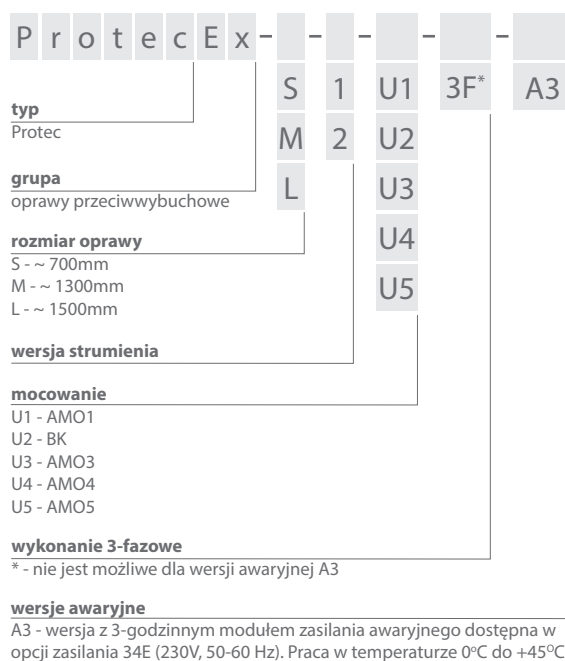 ProtecEx- - - - -
S 1 U1 3F* A3
M 2 U2
L U3
U4
U5
typ
Protec
grupa
oprawy przeciwwybuchowe
rozmiar oprawy
S - ~ 700mm
M - ~ 1300mm
L - ~ 1500mm
wersja strumienia
mocowanie
U1 - AMO1
U2 - BK
U3 - AMO3
U4 - AMO4
U5 - AMO5
wykonanie 3-fazowe
* - nie jest możliwe dla wersji awaryjnej A3
wersje awaryjne
A3 - wersja z 3-godzinnym modułem zasilania awaryjnego dostępna w
opcji zasilania 34E (230V, 50-60 Hz). Praca w temperaturze 0°C do +45°C